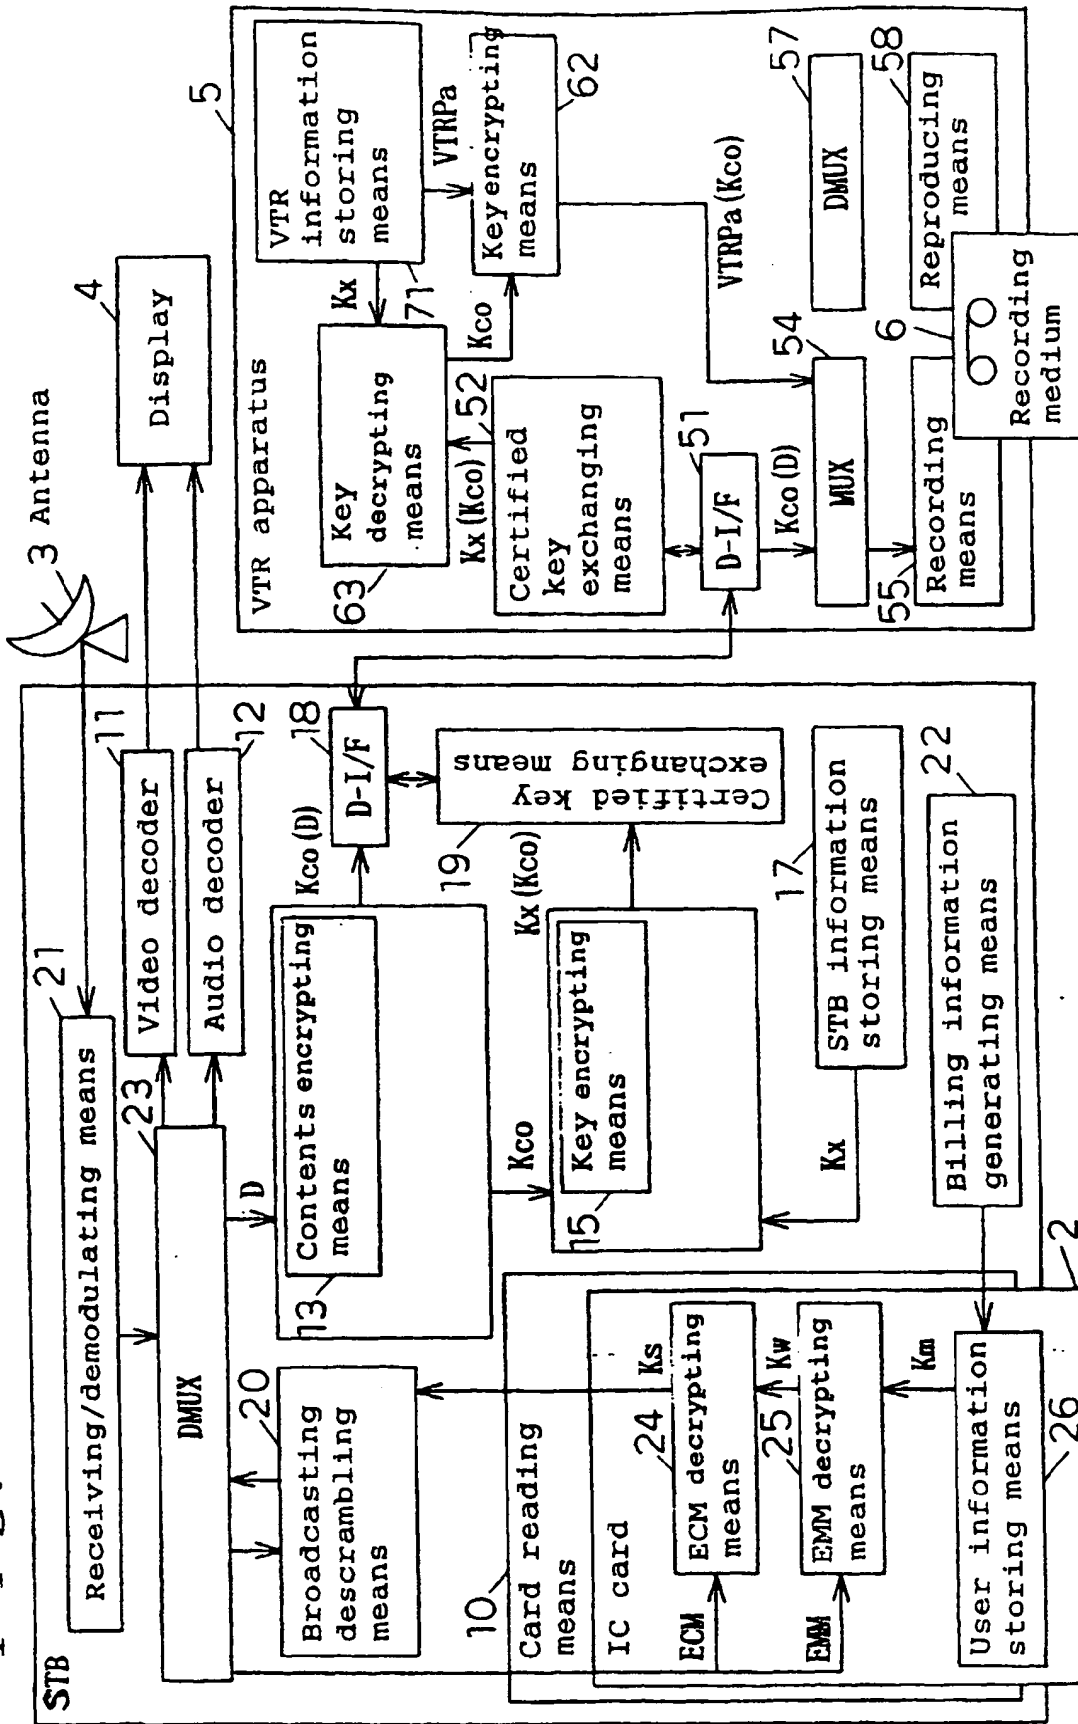 STB
Receiving/demodulating means
21
DMUX
23
Video decoder
11
Audio decoder
12
3
Antenna
Display
4
Broadcasting
descrambling
means
20
D
Contents encrypting
means
13
Kco(D)
D-I/F
18
Kco
Key encrypting
means
15
Kx(Kco)
Certified key
exchanging means
19
STB information
storing means
17
Kx
Billing information
generating means
22
10
Card reading
means
IC card
2
ECM
ECM decrypting
means
24
Ks
EMM
EMM decrypting
means
25
Kw
Km
User information
storing means
26
VTR apparatus
5
VTR
information
storing
means
71
Kx
VTRPa
Key
decrypting
means
63
Kco
Key encrypting
means
62
Kx(Kco)
52
Certified
key
exchanging
means
D-I/F
51
Kco(D)
VTRPa(Kco)
MUX
54
DMUX
57
Recording
means
55
Reproducing
means
58
6
Recording
medium